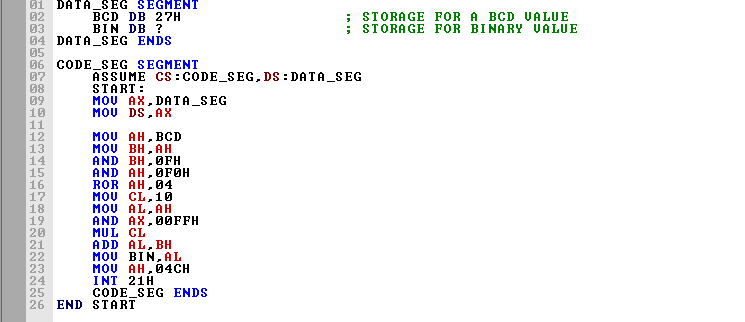 01 DATA_SEG SEGMENT
02 BCD DB 27H ; STORAGE FOR A BCD VALUE
03 BIN DB ? ; STORAGE FOR BINARY VALUE
04 DATA_SEG ENDS
05
06 CODE_SEG SEGMENT
07 ASSUME CS:CODE_SEG,DS:DATA_SEG
08 START:
09 MOV AX,DATA_SEG
10 MOV DS,AX
11
12 MOV AH,BCD
13 MOV BH,AH
14 AND BH,0FH
15 AND AH,0F0H
16 ROR AH,04
17 MOV CL,10
18 MOV AL,AH
19 AND AX,00FFH
20 MUL CL
21 ADD AL,BH
22 MOV BIN,AL
23 MOV AH,04CH
24 INT 21H
25 CODE_SEG ENDS
26 END START